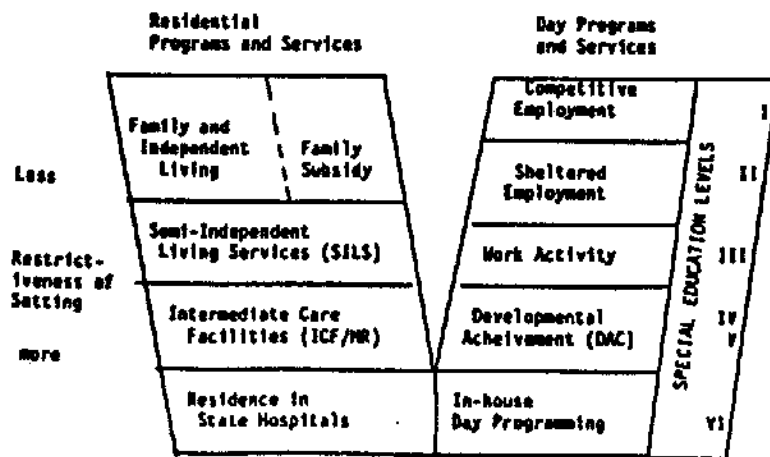 Residential
Programs and Services
Day Programs
and Services
Family and
Independent
Living
Family
Subsidy
Competitive
Employment
I
Less
Sheltered
Employment
II
Semi-Independent
Living Services (SILS)
Work Activity
III
Restrict-
iveness of
Setting
Intermediate Care
Facilities (ICF/MR)
Developmental
Acheivement (DAC)
IV
V
more
Residence in
State Hospitals
In-house
Day Programming
VI
SPECIAL EDUCATION LEVELS